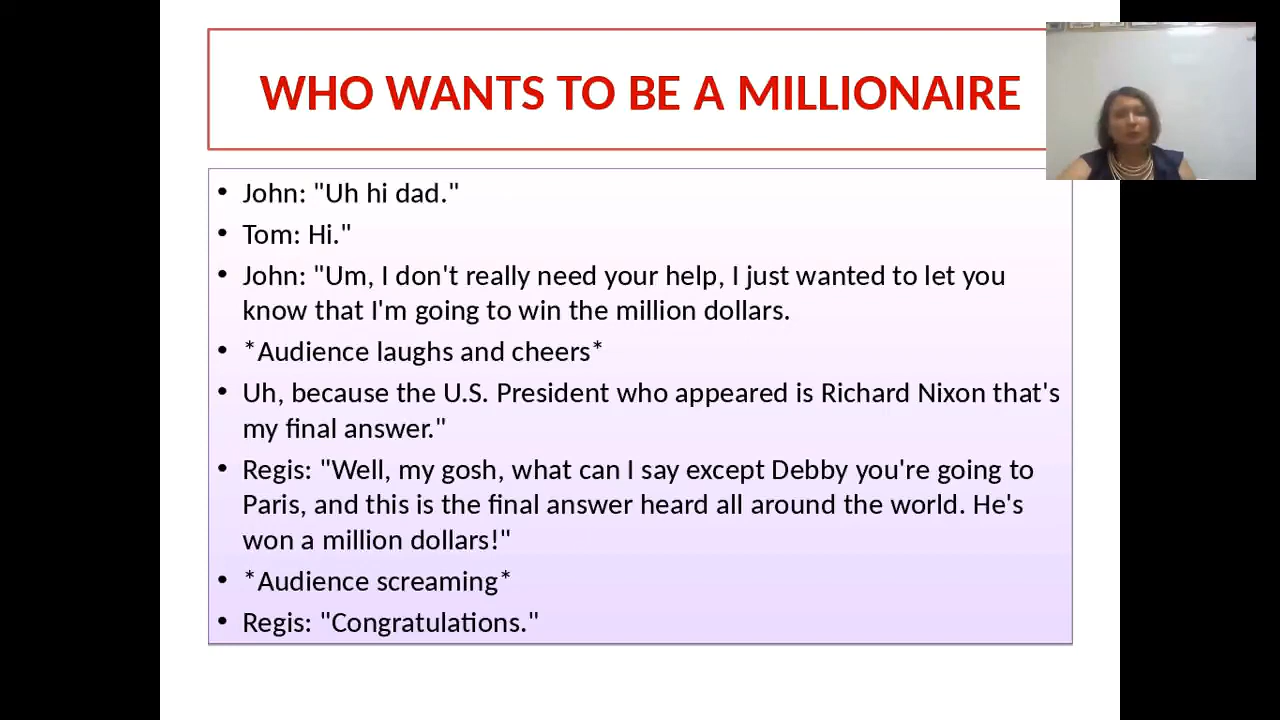 WHO WANTS TO BE A MILLIONAIRE
• John: "Uh hi dad."
• Tom: Hi."
• John: "Um, I don't really need your help, I just wanted to let you
know that I'm going to win the million dollars.
• *Audience laughs and cheers*
• Uh, because the U.S. President who appeared is Richard Nixon that's
my final answer."
• Regis: "Well, my gosh, what can I say except Debby you're going to
Paris, and this is the final answer heard all around the world. He's
won a million dollars!"
• *Audience screaming*
• Regis: "Congratulations."